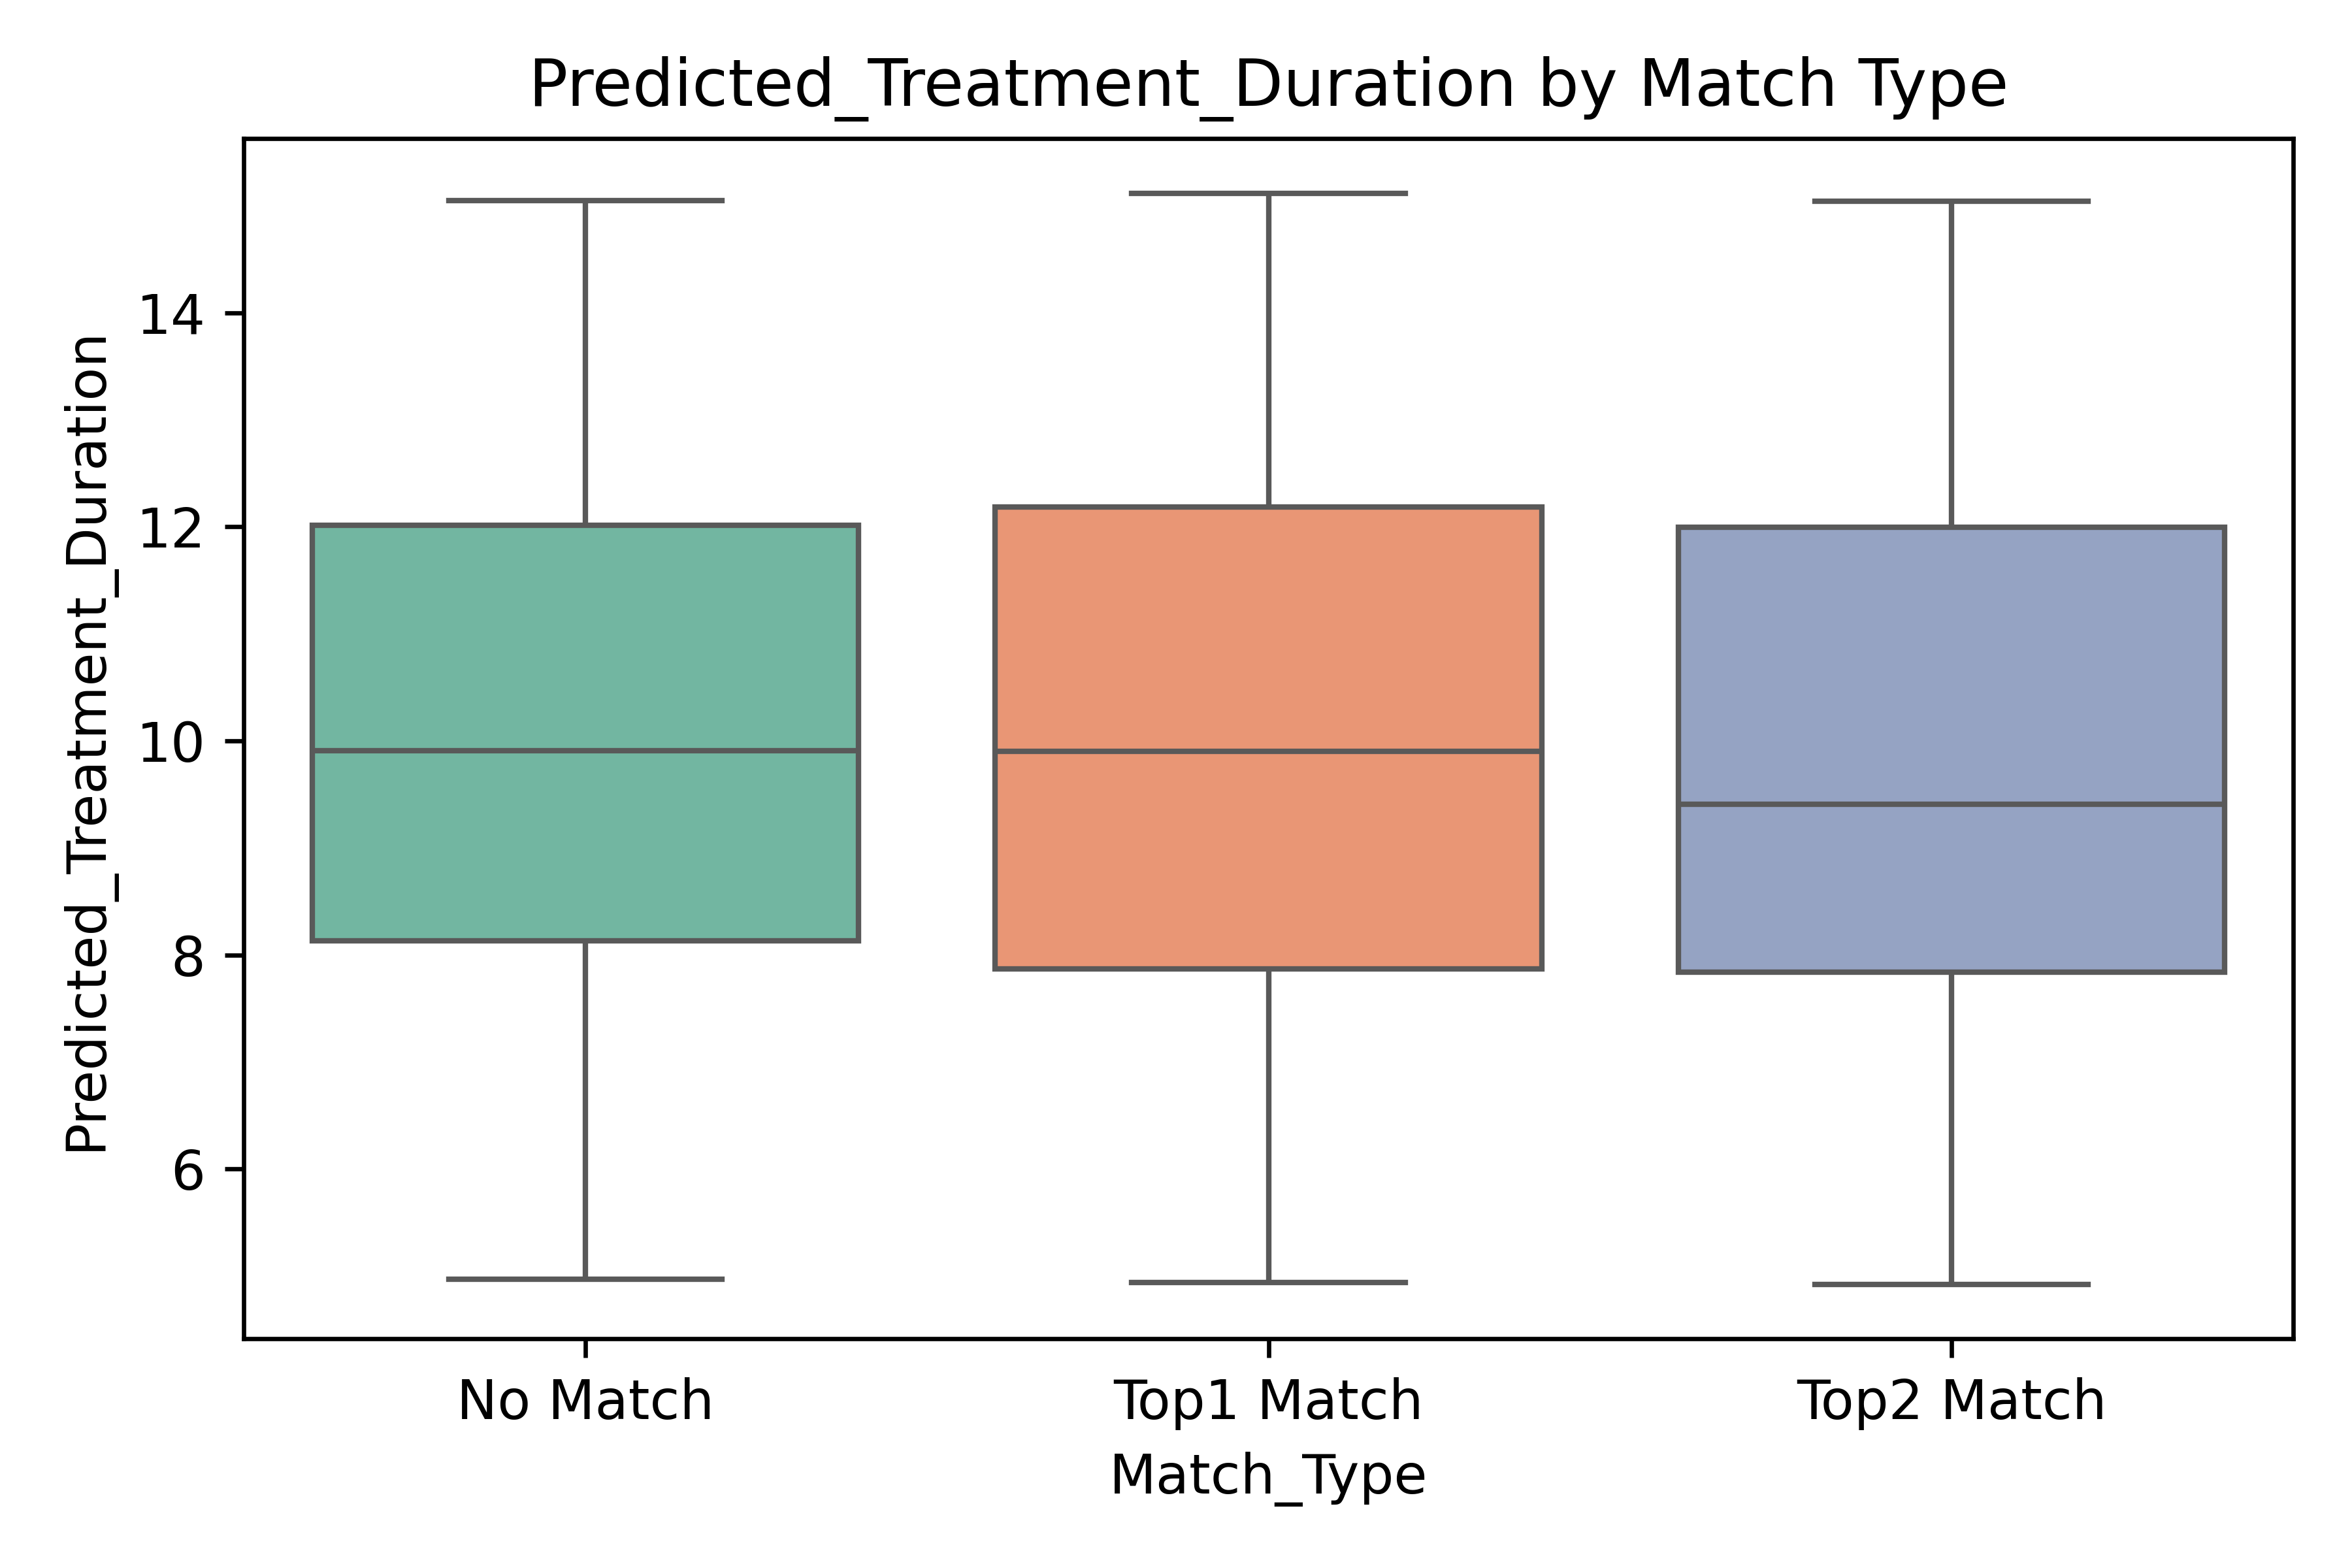 Predicted_Treatment_Duration by Match Type
Predicted_Treatment_Duration
14
12
10
8
6
No Match
Top1 Match
Top2 Match
Match_Type